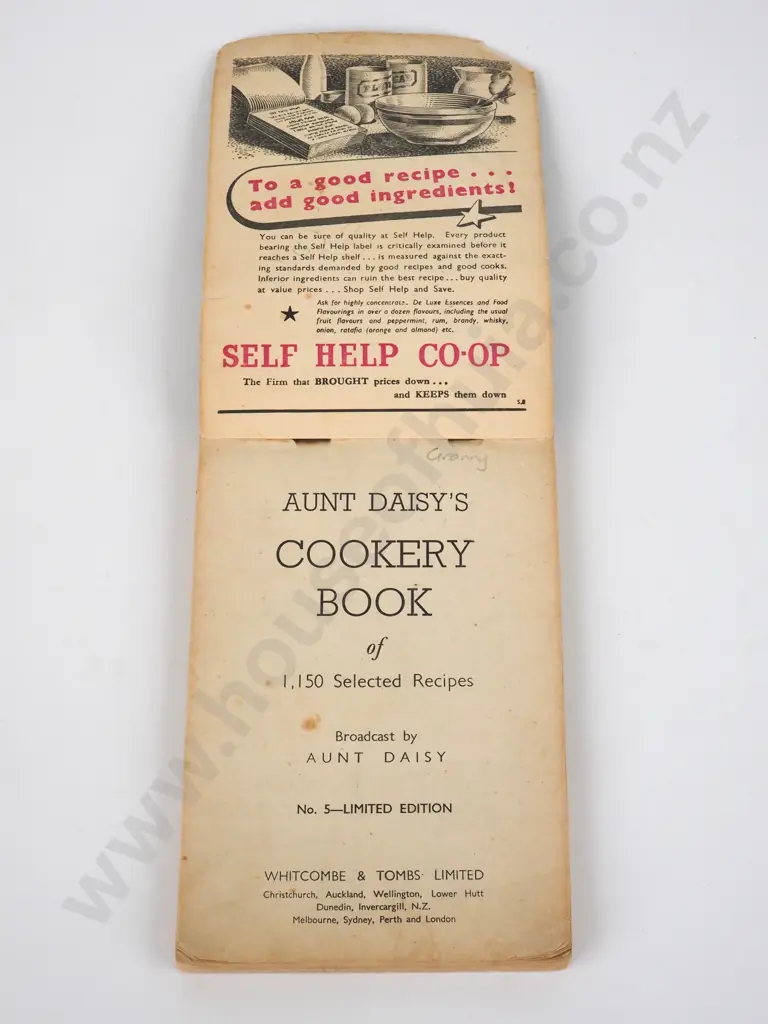 FLOUR
To a good recipe . . .
add good ingredients!
You can be sure of quality at Self Help. Every product
bearing the Self Help label is critically examined before it
reaches a Self Help shelf . . . is measured against the exact-
ing standards demanded by good recipes and good cooks.
Inferior ingredients can ruin the best recipe . . . buy quality
at value prices . . . Shop Self Help and Save.
Ask for highly concentrate. De Luxe Essences and Food
Flavourings in over a dozen flavours, including the usual
fruit flavours and peppermint, rum, brandy, whisky,
onion, ratafia (orange and almond) etc.
SELF HELP CO-OP
The Firm that BROUGHT prices down . . .
and KEEPS them down
Granny
AUNT DAISY'S
COOKERY
BOOK
of
1,150 Selected Recipes
Broadcast by
AUNT DAISY
No. 5—LIMITED EDITION
WHITCOMBE & TOMBS LIMITED
Christchurch, Auckland, Wellington, Lower Hutt
Dunedin, Invercargill, N.Z.
Melbourne, Sydney, Perth and London
www.houseofhuia.co.nz